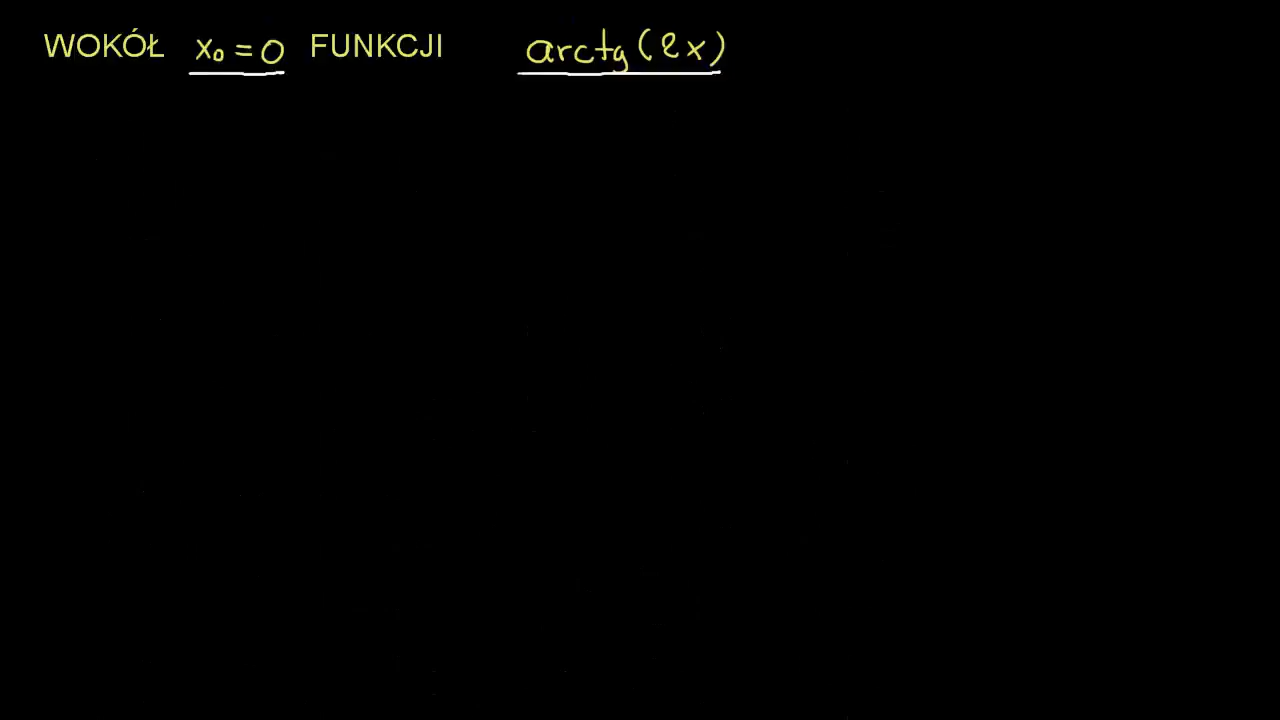 WOKÓŁ x₀ = 0 FUNKCJI arctg(2x)